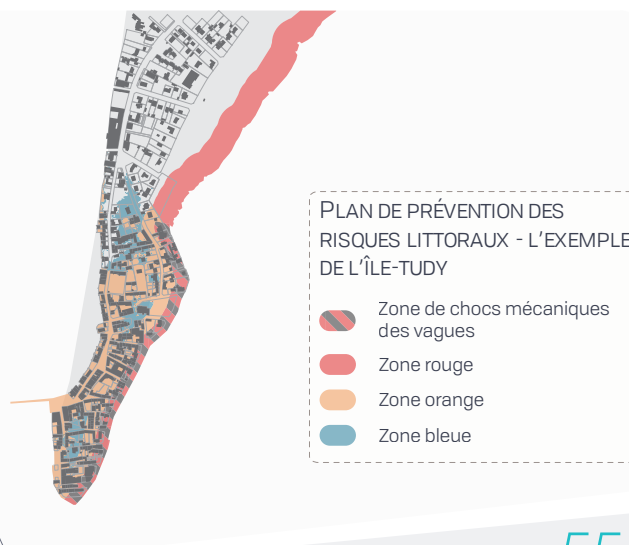 PLAN DE PRÉVENTION DES
RISQUES LITTORAUX - L'EXEMPLE
DE L'ÎLE-TUDY
Zone de chocs mécaniques
des vagues
Zone rouge
Zone orange
Zone bleue